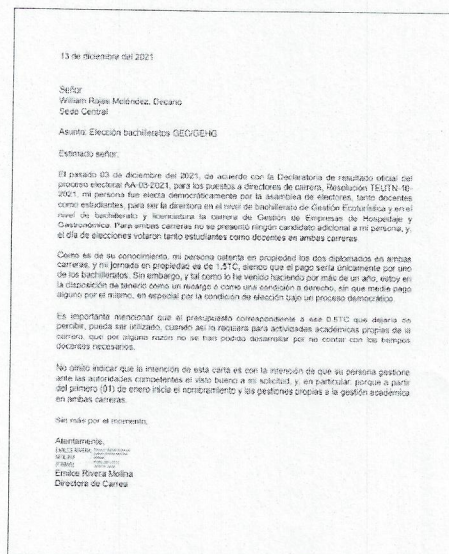 13 de diciembre del 2021
Señor
William Rojas Meléndez, Decano
Sede Central
Asunto: Elección bachilleratos GEC/GEHG
Estimado señor:
El pasado 03 de diciembre del 2021, de acuerdo con la Declaratoria de resultado oficial del
proceso electoral AA-03-2021, para los puestos a directores de carrera, Resolución TEUTN-16-
2021, mi persona fue electa democráticamente por la asamblea de electores, tanto docentes
como estudiantes, para ser la directora en el nivel de bachillerato de Gestión Ecoturística y en el
nivel de bachillerato y licenciatura la carrera de Gestión de Empresas de Hospedaje y
Gastronómica. Para ambas carreras no se presentó ningún candidato adicional a mi persona, y
el día de elecciones votaron tanto estudiantes como docentes en ambas carreras.
Como es de su conocimiento, mi persona ostenta en propiedad los dos diplomados en ambas
carreras, y mi jornada en propiedad es de 1,5TC, siendo que el pago sería únicamente por uno
de los bachilleratos. Sin embargo, y tal como lo he venido haciendo por más de un año, estoy en
la disposición de tenerlo como un recargo o como una condición a derecho, sin que medie pago
alguno por el mismo, en especial por la condición de elección bajo un proceso democrático.
Es importante mencionar que el presupuesto correspondiente a ese 0.5TC que dejaría de
percibir, pueda ser utilizado, cuando así lo requiera para actividades académicas propias de la
carrera, que por alguna razón no se han podido desarrollar por no contar con los tiempos
docentes necesarios.
No omito indicar que la intención de esta carta es con la intención de que su persona gestione
ante las autoridades competentes el visto bueno a mi solicitud, y, en particular, porque a partir
del primero (01) de enero inicia el nombramiento y las gestiones propias a la gestión académica
en ambas carreras.
Sin más por el momento,
Atentamente,
EMILCE RIVERA
MOLINA
(FIRMA)
Emilce Rivera Molina
Directora de Carrea